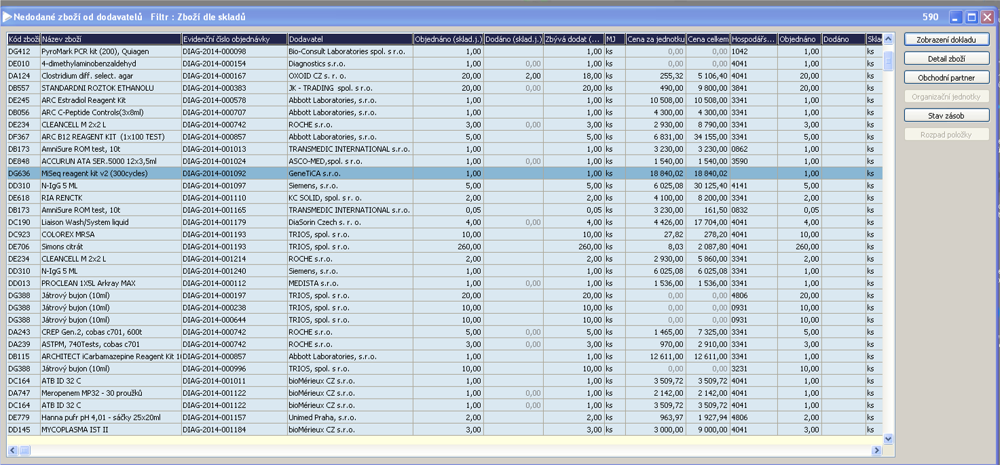 Nedodané zboží od dodavatelů Filtr : Zboží dle skladů 590
Kód zboží Název zboží Evidenční číslo objednávky Dodavatel Objednáno (sklad.j.) Dodáno (sklad.j.) Zbývá dodat (... MJ Cena za jednotku Cena celkem Hospodářs... Objednáno Dodáno Skla
DG412 PyroMark PCR kit (200), Quiagen DIAG-2014-000098 Bio-Consult Laboratories spol. s r.o. 1,00 1,00 ks 0,00 0,00 1042 1,00 ks
DE010 4-dimethylaminobenzaldehyd DIAG-2014-000154 Diagnostics s.r.o. 1,00 0,00 1,00 ks 0,00 0,00 4041 1,00 ks
DA124 Clostridium diff. select. agar DIAG-2014-000167 OXOID CZ s. r. o. 20,00 2,00 18,00 ks 255,32 5 106,40 4041 20,00 ks
DB557 STANDARDNI ROZTOK ETHANOLU DIAG-2014-000383 JK - TRADING spol. s r.o. 20,00 0,00 20,00 ks 490,00 9 800,00 3841 20,00 ks
DE245 ARC Estradiol Reagent Kit DIAG-2014-000578 Abbott Laboratories, s.r.o. 1,00 1,00 ks 10 508,00 10 508,00 3341 1,00 ks
DB056 ARC C-Peptide Controls(3x8ml) DIAG-2014-000707 Abbott Laboratories, s.r.o. 1,00 1,00 ks 4 300,00 4 300,00 3341 1,00 ks
DE234 CLEANCELL M 2x2 L DIAG-2014-000742 ROCHE s.r.o. 3,00 0,00 3,00 ks 2 930,00 8 790,00 3341 3,00 ks
DF367 ARC B12 REAGENT KIT (1x100 TEST) DIAG-2014-000857 Abbott Laboratories, s.r.o. 5,00 5,00 ks 6 831,00 34 155,00 3341 5,00 ks
DB173 AmniSure ROM test, 10t DIAG-2014-001013 TRANSMEDIC INTERNATIONAL s.r.o. 1,00 1,00 ks 3 230,00 3 230,00 0862 1,00 ks
DE848 ACCURUN ATA SER.5000 12x3,5ml DIAG-2014-001024 ASCO-MED,spol. s r.o. 1,00 0,00 1,00 ks 1 540,00 1 540,00 3590 1,00 ks
DG636 MiSeq reagent kit v2 (300cycles) DIAG-2014-001092 GeneTiCA s.r.o. 1,00 1,00 ks 18 840,02 18 840,02 1,00 ks
DD310 N-IgG 5 ML DIAG-2014-001097 Siemens, s.r.o. 5,00 5,00 ks 6 025,08 30 125,40 4141 5,00 ks
DE618 RIA RENCTK DIAG-2014-001110 KC SOLID, spol. s r. o. 2,00 2,00 ks 4 100,00 8 200,00 3341 2,00 ks
DB173 AmniSure ROM test, 10t DIAG-2014-001165 TRANSMEDIC INTERNATIONAL s.r.o. 0,05 0,05 ks 3 230,00 161,50 0832 0,05 ks
DC190 Liaison Wash/System liquid DIAG-2014-001179 DiaSorin Czech s. r. o. 4,00 0,00 4,00 ks 4 426,00 17 704,00 4041 4,00 ks
DC923 COLOREX MRSA DIAG-2014-001193 TRIOS, spol. s r.o. 10,00 10,00 ks 27,82 278,20 4041 10,00 ks
DE706 Simons citrát DIAG-2014-001193 TRIOS, spol. s r.o. 260,00 260,00 ks 8,03 2 087,80 4041 260,00 ks
DE234 CLEANCELL M 2x2 L DIAG-2014-001214 ROCHE s.r.o. 2,00 2,00 ks 2 930,00 5 860,00 3341 2,00 ks
DD310 N-IgG 5 ML DIAG-2014-001240 Siemens, s.r.o. 1,00 1,00 ks 6 025,08 6 025,08 3341 1,00 ks
DD013 PROCLEAN 1X5L Arkray MAX DIAG-2014-000112 MEDISTA s.r.o. 1,00 0,00 1,00 ks 1 536,00 1 536,00 3341 1,00 ks
DG388 Játrový bujon (10ml) DIAG-2014-000197 TRIOS, spol. s r.o. 20,00 20,00 ks 0,00 0,00 4806 20,00 ks
DG388 Játrový bujon (10ml) DIAG-2014-000238 TRIOS, spol. s r.o. 10,00 10,00 ks 0,00 0,00 0931 10,00 ks
DG388 Játrový bujon (10ml) DIAG-2014-000644 TRIOS, spol. s r.o. 10,00 10,00 ks 0,00 0,00 0931 10,00 ks
DA243 CREP Gen.2, cobas c701, 600t DIAG-2014-000742 ROCHE s.r.o. 5,00 0,00 5,00 ks 1 465,00 7 325,00 3341 5,00 ks
DA239 ASTPM, 740Tests, cobas c701 DIAG-2014-000742 ROCHE s.r.o. 3,00 0,00 3,00 ks 970,00 2 910,00 3341 3,00 ks
DB115 ARCHITECT iCarbamazepine Reagent Kit 1 DIAG-2014-000857 Abbott Laboratories, s.r.o. 1,00 1,00 ks 12 611,00 12 611,00 3341 1,00 ks
DG388 Játrový bujon (10ml) DIAG-2014-000996 TRIOS, spol. s r.o. 10,00 10,00 ks 0,00 0,00 3231 10,00 ks
DC164 ATB ID 32 C DIAG-2014-001011 bioMérieux CZ s.r.o. 1,00 1,00 ks 3 509,72 3 509,72 4041 1,00 ks
DA747 Meropenem MP32 - 30 proužků DIAG-2014-001122 bioMérieux CZ s.r.o. 1,00 0,00 1,00 ks 2 142,00 2 142,00 4041 1,00 ks
DC164 ATB ID 32 C DIAG-2014-001122 bioMérieux CZ s.r.o. 1,00 0,00 1,00 ks 3 509,72 3 509,72 4041 1,00 ks
DE779 Hanna pufr pH 4,01 - sáčky 25x20ml DIAG-2014-001157 Unimed Praha, s.r.o. 2,00 2,00 ks 963,97 1 927,94 4806 2,00 ks
DD145 MYCOPLASMA IST II DIAG-2014-001184 bioMérieux CZ s.r.o. 3,00 3,00 ks 3 000,00 9 000,00 4041 3,00 ks
Zobrazení dokladu
Detail zboží
Obchodní partner
Organizační jednotky
Stav zásob
Rozpad položky